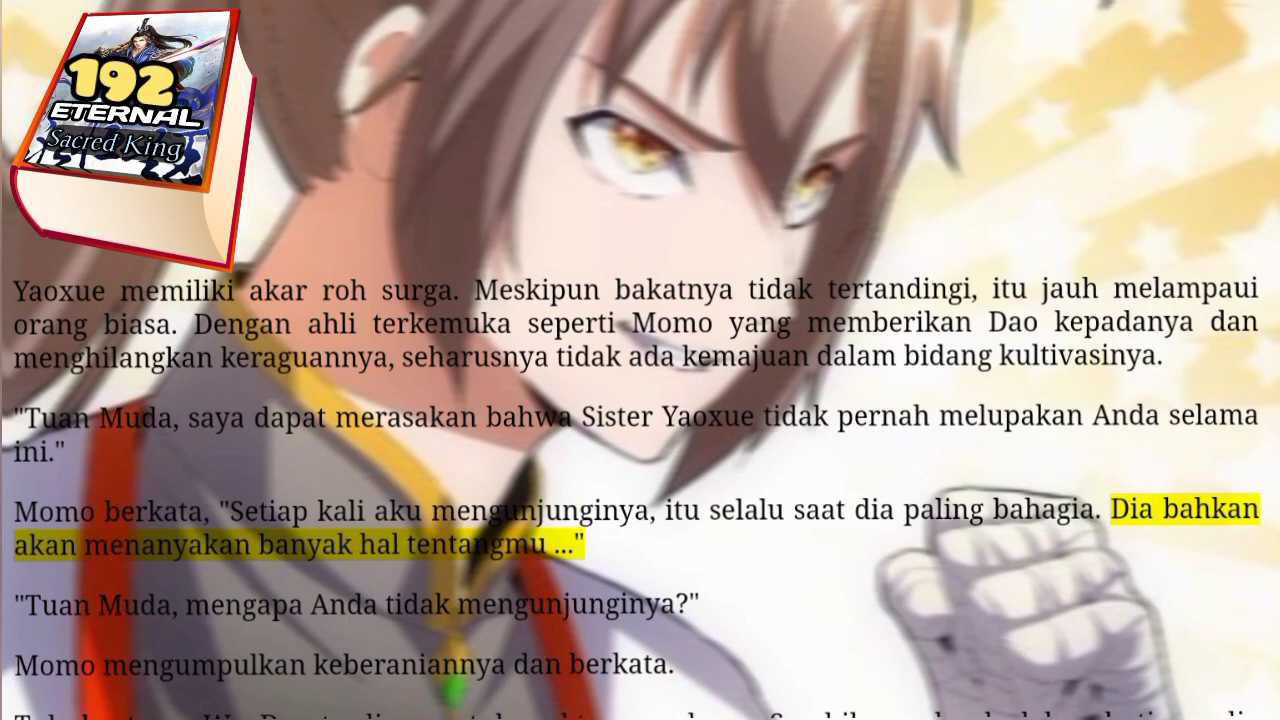 192
ETERNAL
Sacred King
Yaoxue memiliki akar roh surga. Meskipun bakatnya tidak tertandingi, itu jauh melampaui
orang biasa. Dengan ahli terkemuka seperti Momo yang memberikan Dao kepadanya dan
menghilangkan keraguannya, seharusnya tidak ada kemajuan dalam bidang kultivasinya.
"Tuan Muda, saya dapat merasakan bahwa Sister Yaoxue tidak pernah melupakan Anda selama
ini."
Momo berkata, "Setiap kali aku mengunjunginya, itu selalu saat dia paling bahagia. Dia bahkan
akan menanyakan banyak hal tentangmu ..."
"Tuan Muda, mengapa Anda tidak mengunjunginya?"
Momo mengumpulkan keberaniannya dan berkata.